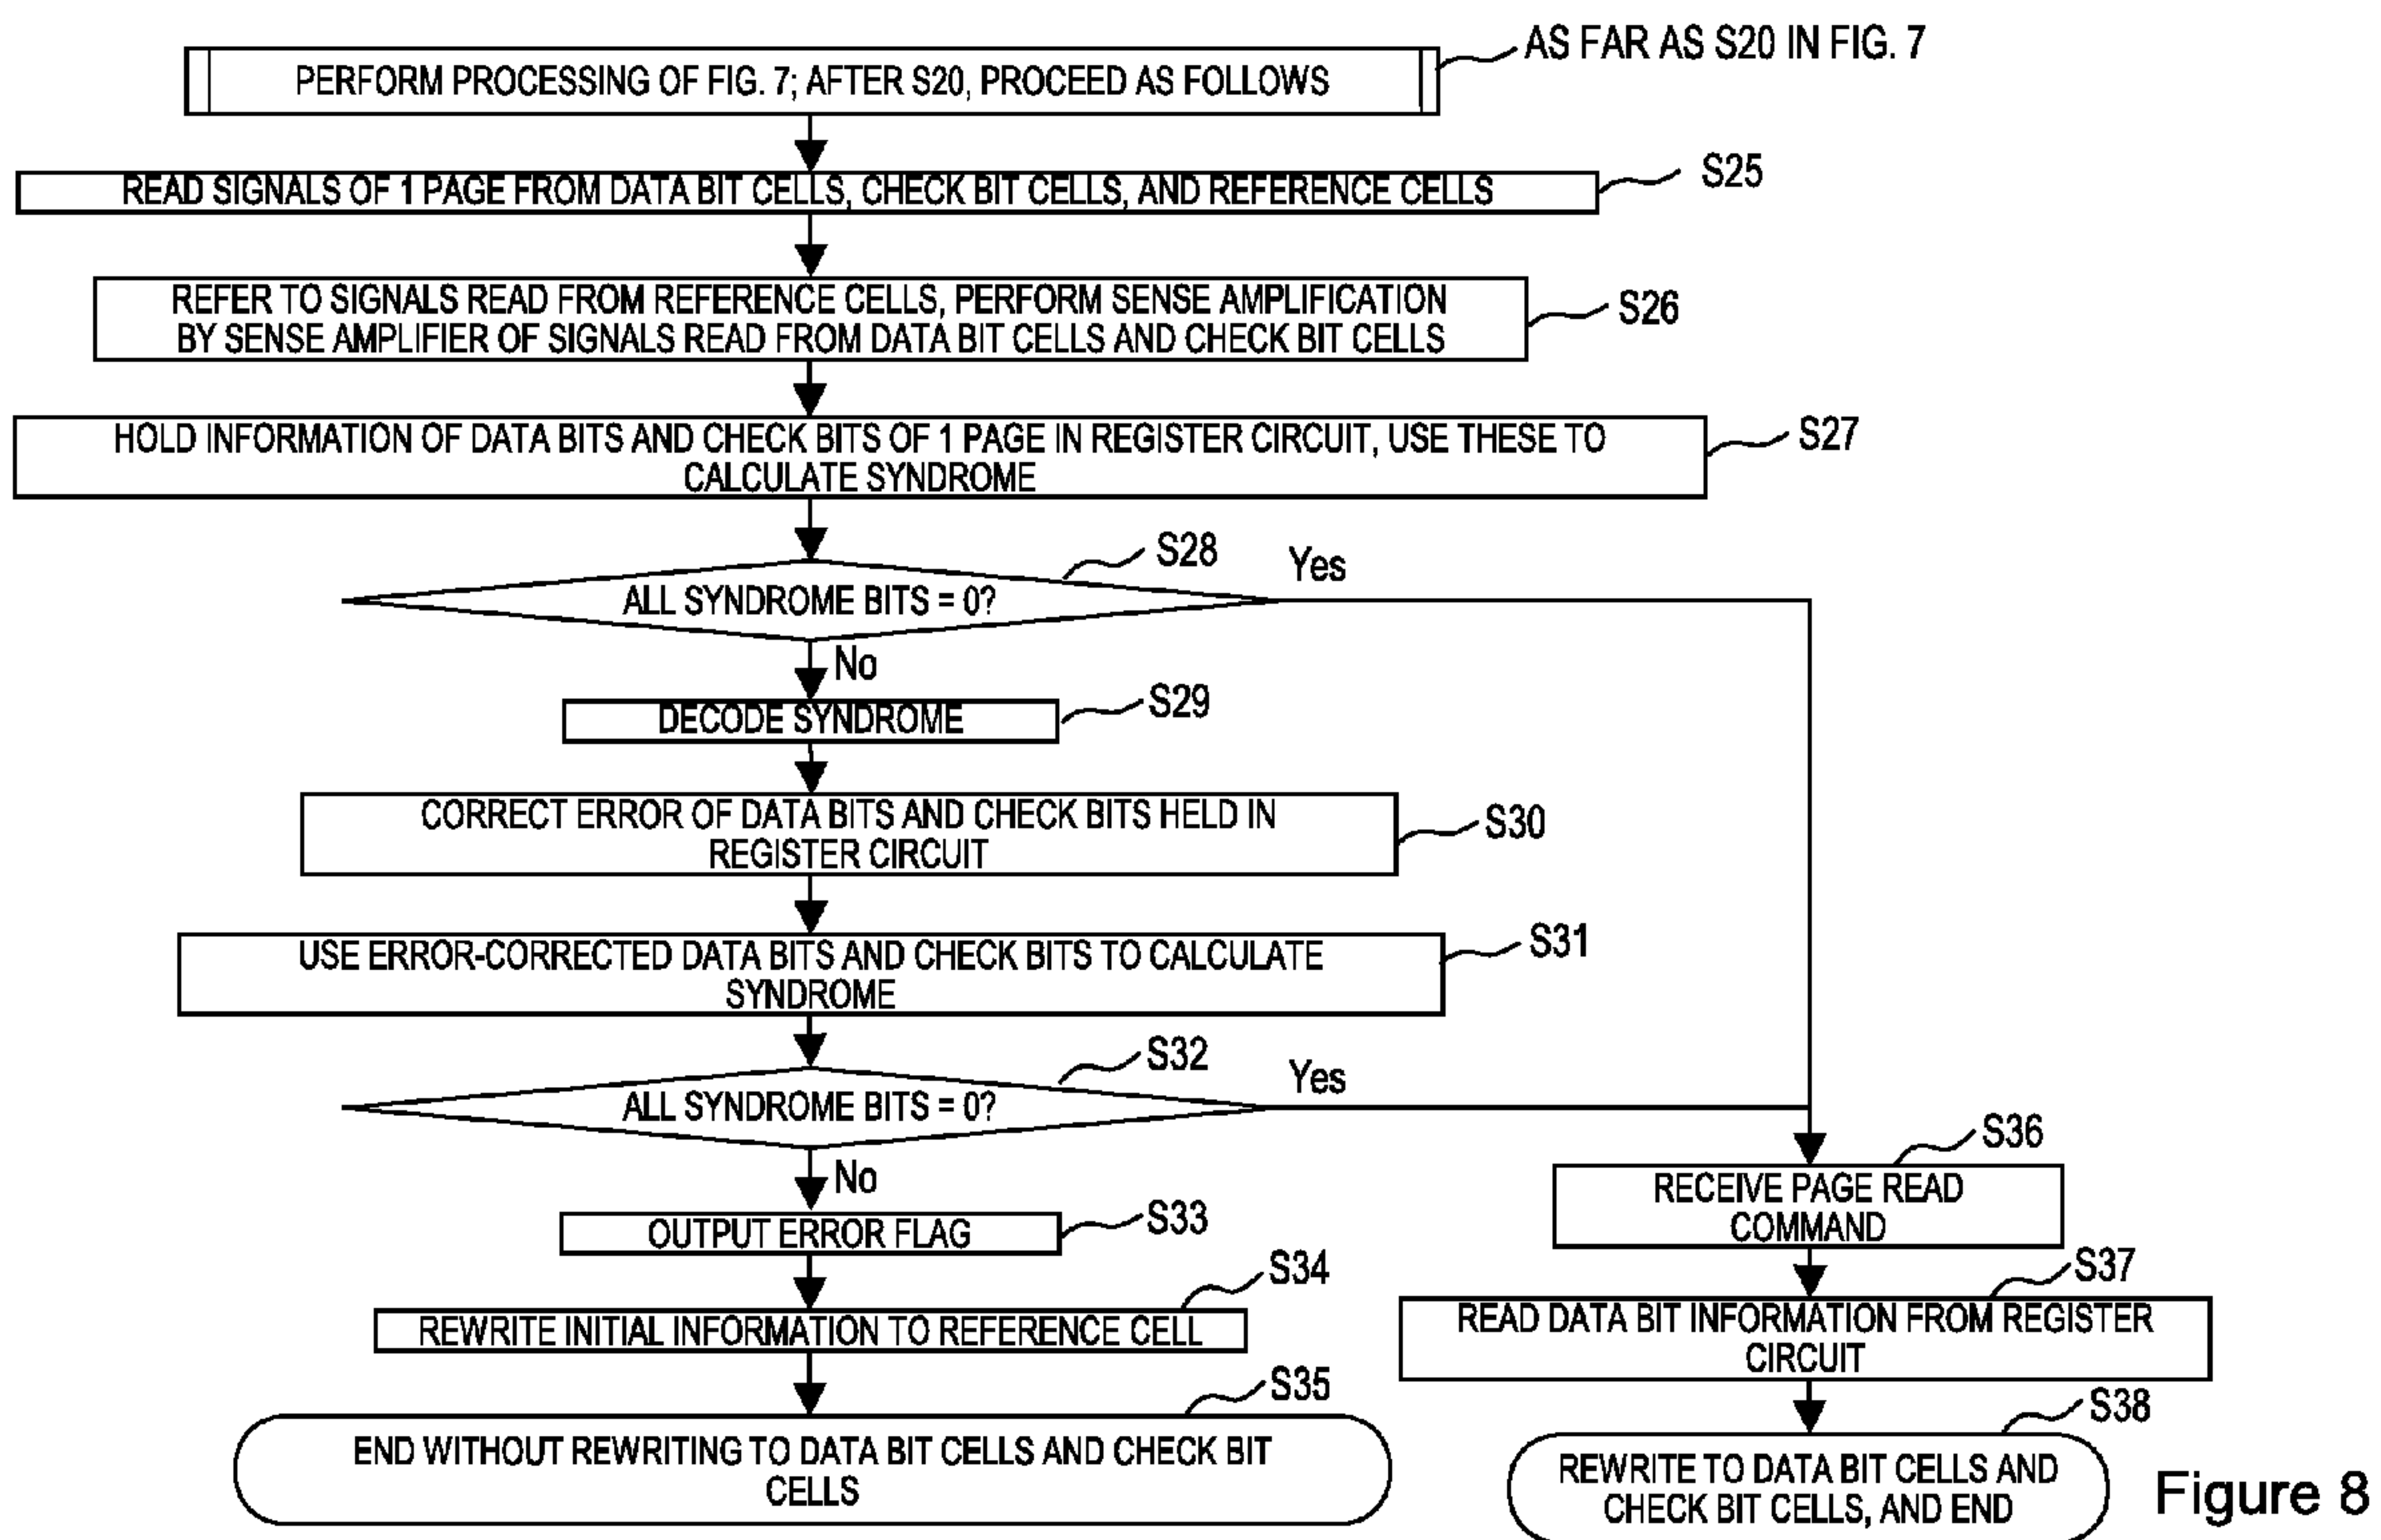 AS FAR AS S20 IN FIG. 7
PERFORM PROCESSING OF FIG. 7; AFTER S20, PROCEED AS FOLLOWS
S25
READ SIGNALS OF 1 PAGE FROM DATA BIT CELLS, CHECK BIT CELLS, AND REFERENCE CELLS
S26
REFER TO SIGNALS READ FROM REFERENCE CELLS, PERFORM SENSE AMPLIFICATION
BY SENSE AMPLIFIER OF SIGNALS READ FROM DATA BIT CELLS AND CHECK BIT CELLS
S27
HOLD INFORMATION OF DATA BITS AND CHECK BITS OF 1 PAGE IN REGISTER CIRCUIT, USE THESE TO
CALCULATE SYNDROME
S28
Yes
ALL SYNDROME BITS = 0?
No
S29
DECODE SYNDROME
S30
CORRECT ERROR OF DATA BITS AND CHECK BITS HELD IN
REGISTER CIRCUIT
S31
USE ERROR-CORRECTED DATA BITS AND CHECK BITS TO CALCULATE
SYNDROME
S32
Yes
ALL SYNDROME BITS = 0?
No
S33
OUTPUT ERROR FLAG
S34
REWRITE INITIAL INFORMATION TO REFERENCE CELL
S35
END WITHOUT REWRITING TO DATA BIT CELLS AND CHECK BIT
CELLS
S36
RECEIVE PAGE READ
COMMAND
S37
READ DATA BIT INFORMATION FROM REGISTER
CIRCUIT
S38
REWRITE TO DATA BIT CELLS AND
CHECK BIT CELLS, AND END
Figure 8